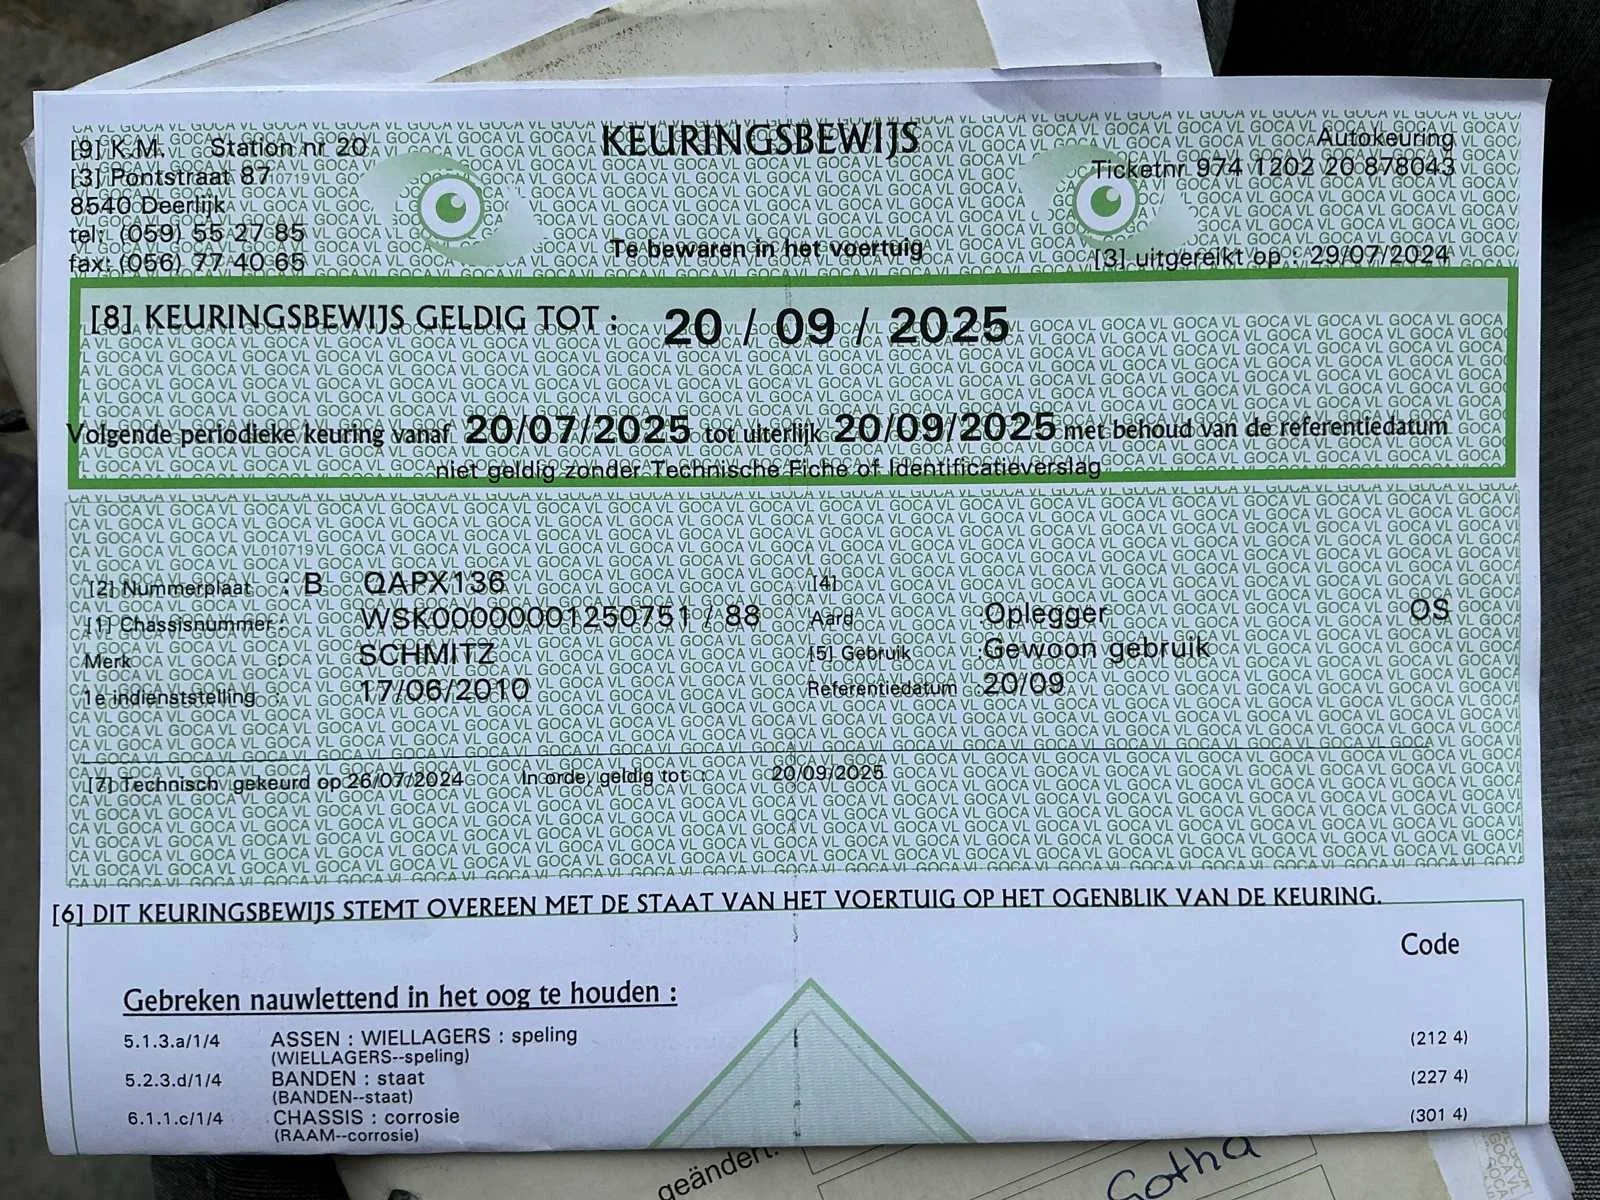 [9] K.M. Station nr 20
[3] Pontstraat 87
8540 Deerlijk
tel: (059) 55 27 85
fax: (056) 77 40 65
KEURINGSBEWIJS
Te bewaren in het voertuig
Autokeuring
Ticketnr 974 1202 20 878043
[3] uitgereikt op : 29/07/2024
[8] KEURINGSBEWIJS GELDIG TOT : 20 / 09 / 2025
Volgende periodieke keuring vanaf 20/07/2025 tot uiterlijk 20/09/2025 met behoud van de referentiedatum
niet geldig zonder Technische Fiche of Identificatieverslag
[2] Nummerplaat : B QAPX136
[1] Chassisnummer : WSK00000001250751 / 88
Merk : SCHMITZ
1e indienststelling : 17/06/2010
[4]
Aard :Oplegger OS
[5] Gebruik :Gewoon gebruik
Referentiedatum :20/09
[7] Technisch gekeurd op 26/07/2024 In orde, geldig tot : 20/09/2025
[6] DIT KEURINGSBEWIJS STEMT OVEREEN MET DE STAAT VAN HET VOERTUIG OP HET OGENBLIK VAN DE KEURING.
Code
Gebreken nauwlettend in het oog te houden :
5.1.3.a/1/4 ASSEN : WIELLAGERS : speling (212 4)
(WIELLAGERS--speling)
5.2.3.d/1/4 BANDEN : staat (227 4)
(BANDEN--staat)
6.1.1.c/1/4 CHASSIS : corrosie (301 4)
(RAAM--corrosie)
geändert:
Gotha